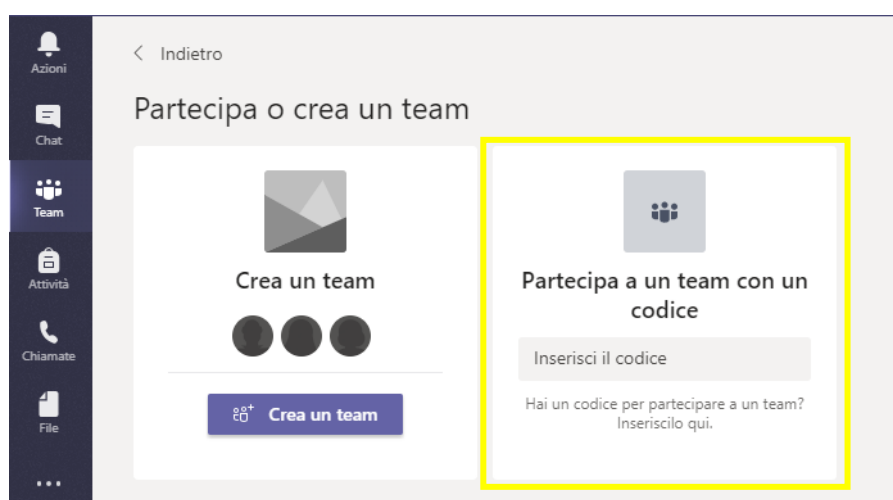 Azioni
Chat
Team
Attività
Chiamate
File
Indietro
Partecipa o crea un team
Crea un team
Crea un team
Partecipa a un team con un
codice
Inserisci il codice
Hai un codice per partecipare a un team?
Inseriscilo qui.